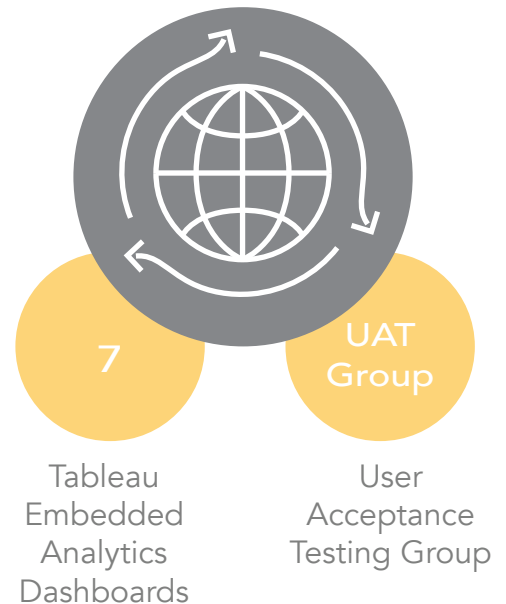 7
UAT
Group
Tableau
Embedded
Analytics
Dashboards
User
Acceptance
Testing Group